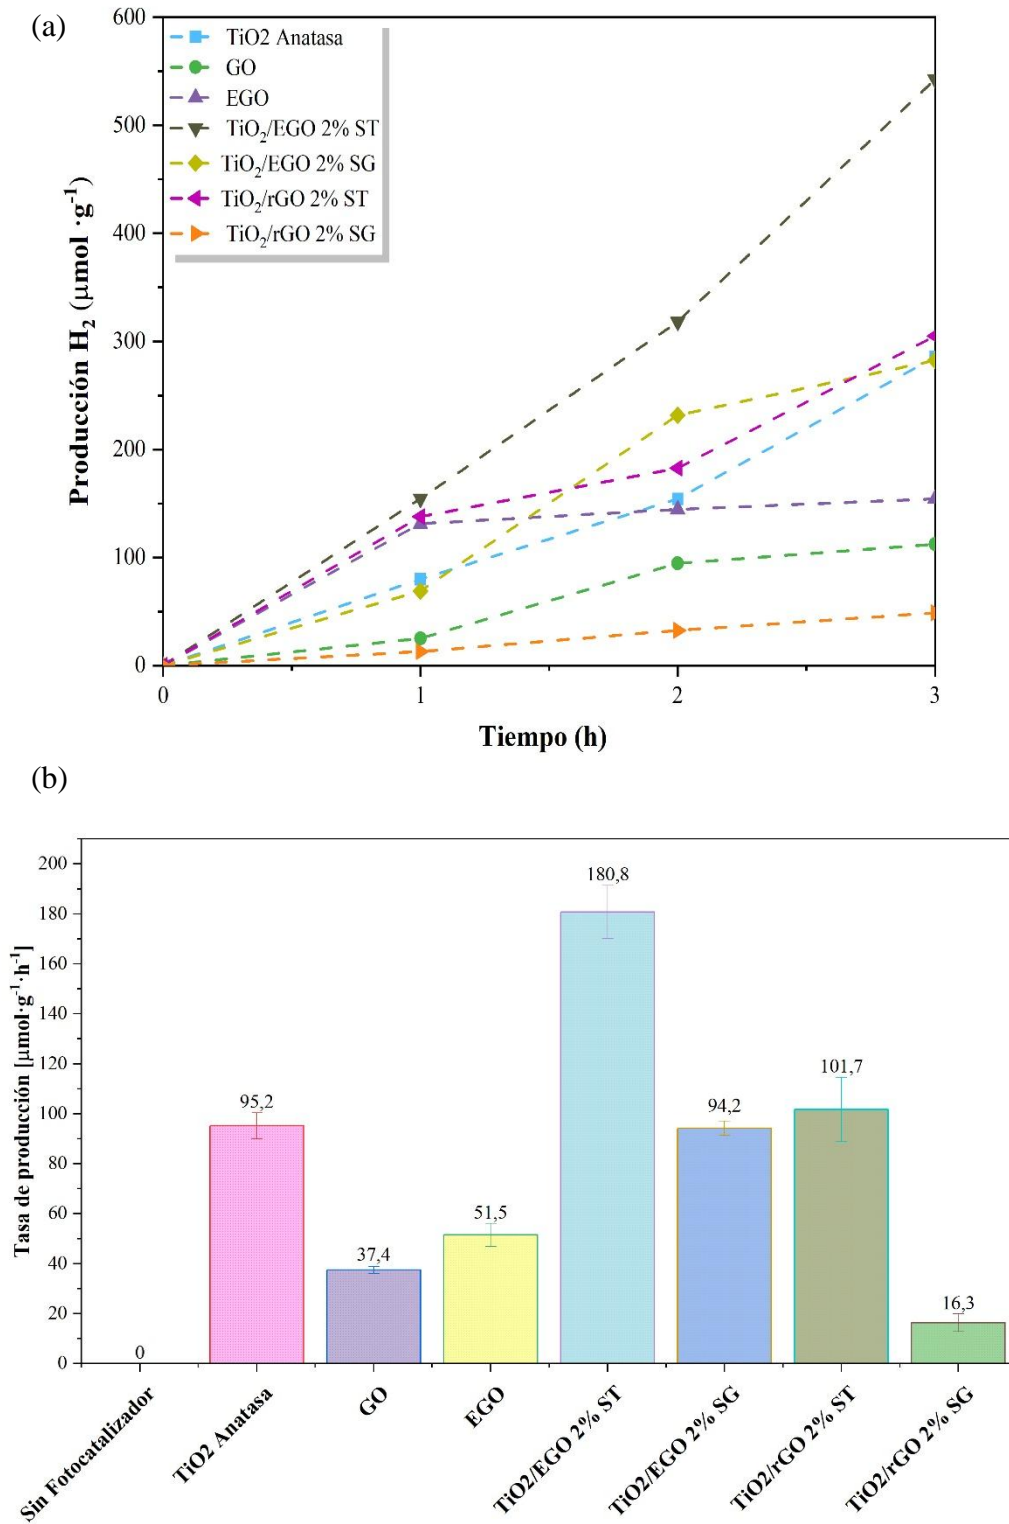 (a)
600
500
400
300
200
100
0
Producción H₂ (μmol ·g⁻¹)
TiO2 Anatasa
GO
EGO
TiO₂/EGO 2% ST
TiO₂/EGO 2% SG
TiO₂/rGO 2% ST
TiO₂/rGO 2% SG
0 1 2 3
Tiempo (h)
(b)
200
180
160
140
120
100
80
60
40
20
0
Tasa de producción [μmol·g⁻¹·h⁻¹]
0
95,2
37,4
51,5
180,8
94,2
101,7
16,3
Sin Fotocatalizador
TiO2 Anatasa
GO
EGO
TiO2/EGO 2% ST
TiO2/EGO 2% SG
TiO2/rGO 2% ST
TiO2/rGO 2% SG